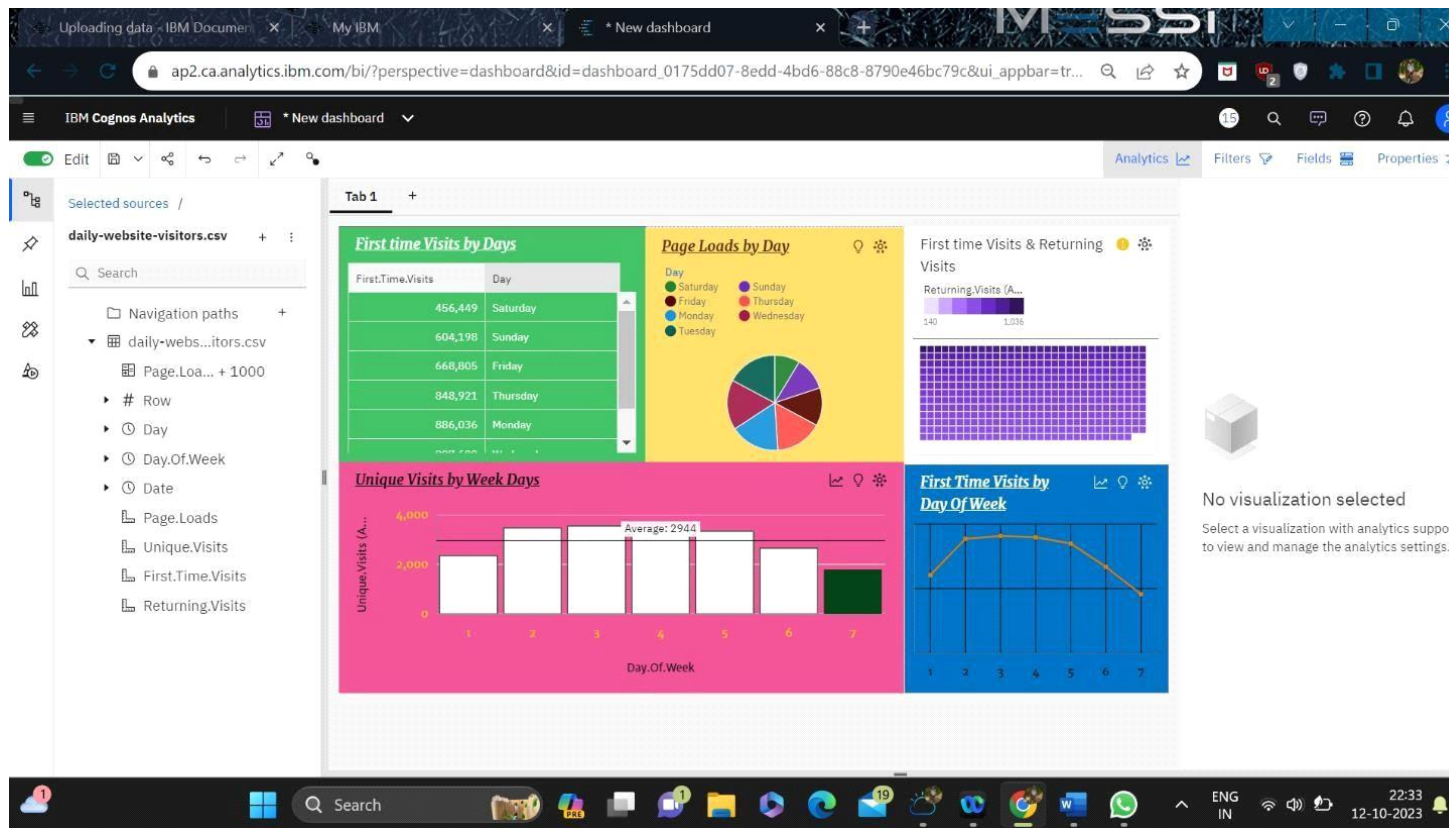 Uploading data - IBM Documen
My IBM
* New dashboard
MESSI
ap2.ca.analytics.ibm.com/bi/?perspective=dashboard&id=dashboard_0175dd07-8edd-4bd6-88c8-8790e46bc79c&ui_appbar=tr...
2
IBM Cognos Analytics
* New dashboard
15
Edit
Analytics
Filters
Fields
Properties
Selected sources /
daily-website-visitors.csv
Search
Navigation paths
daily-webs...itors.csv
Page.Loa... + 1000
# Row
Day
Day.Of.Week
Date
Page.Loads
Unique.Visits
First.Time.Visits
Returning.Visits
Tab 1 +
First time Visits by Days
First.Time.Visits Day
456,449 Saturday
604,198 Sunday
668,805 Friday
848,921 Thursday
886,036 Monday
Page Loads by Day
Day
Saturday Sunday
Friday Thursday
Monday Wednesday
Tuesday
First time Visits & Returning
Visits
Returning.Visits (A...
140 1,036
Unique Visits by Week Days
Unique.Visits (A...
4,000
2,000
0
Average: 2944
1 2 3 4 5 6 7
Day.Of.Week
First Time Visits by
Day Of Week
1 2 3 4 5 6 7
No visualization selected
Select a visualization with analytics suppo
to view and manage the analytics settings.
1
Search
PRE
1
19
ENG
IN
22:33
12-10-2023